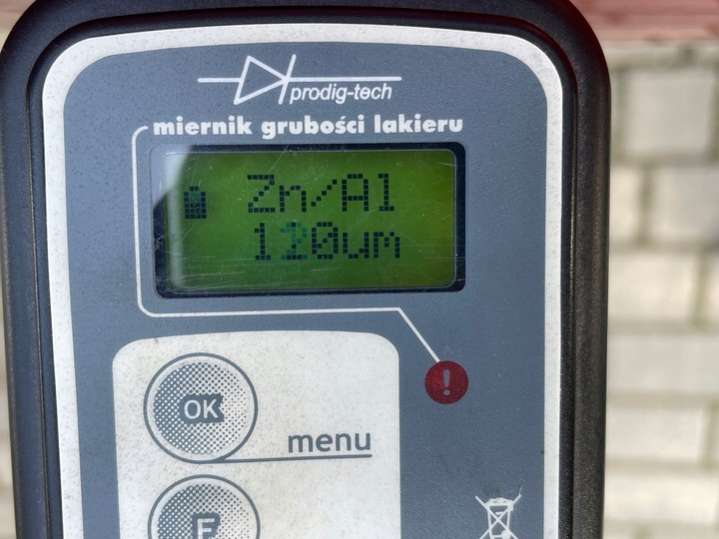 prodig-tech
miernik grubości lakieru
Zn/Al
120um
OK
menu
F